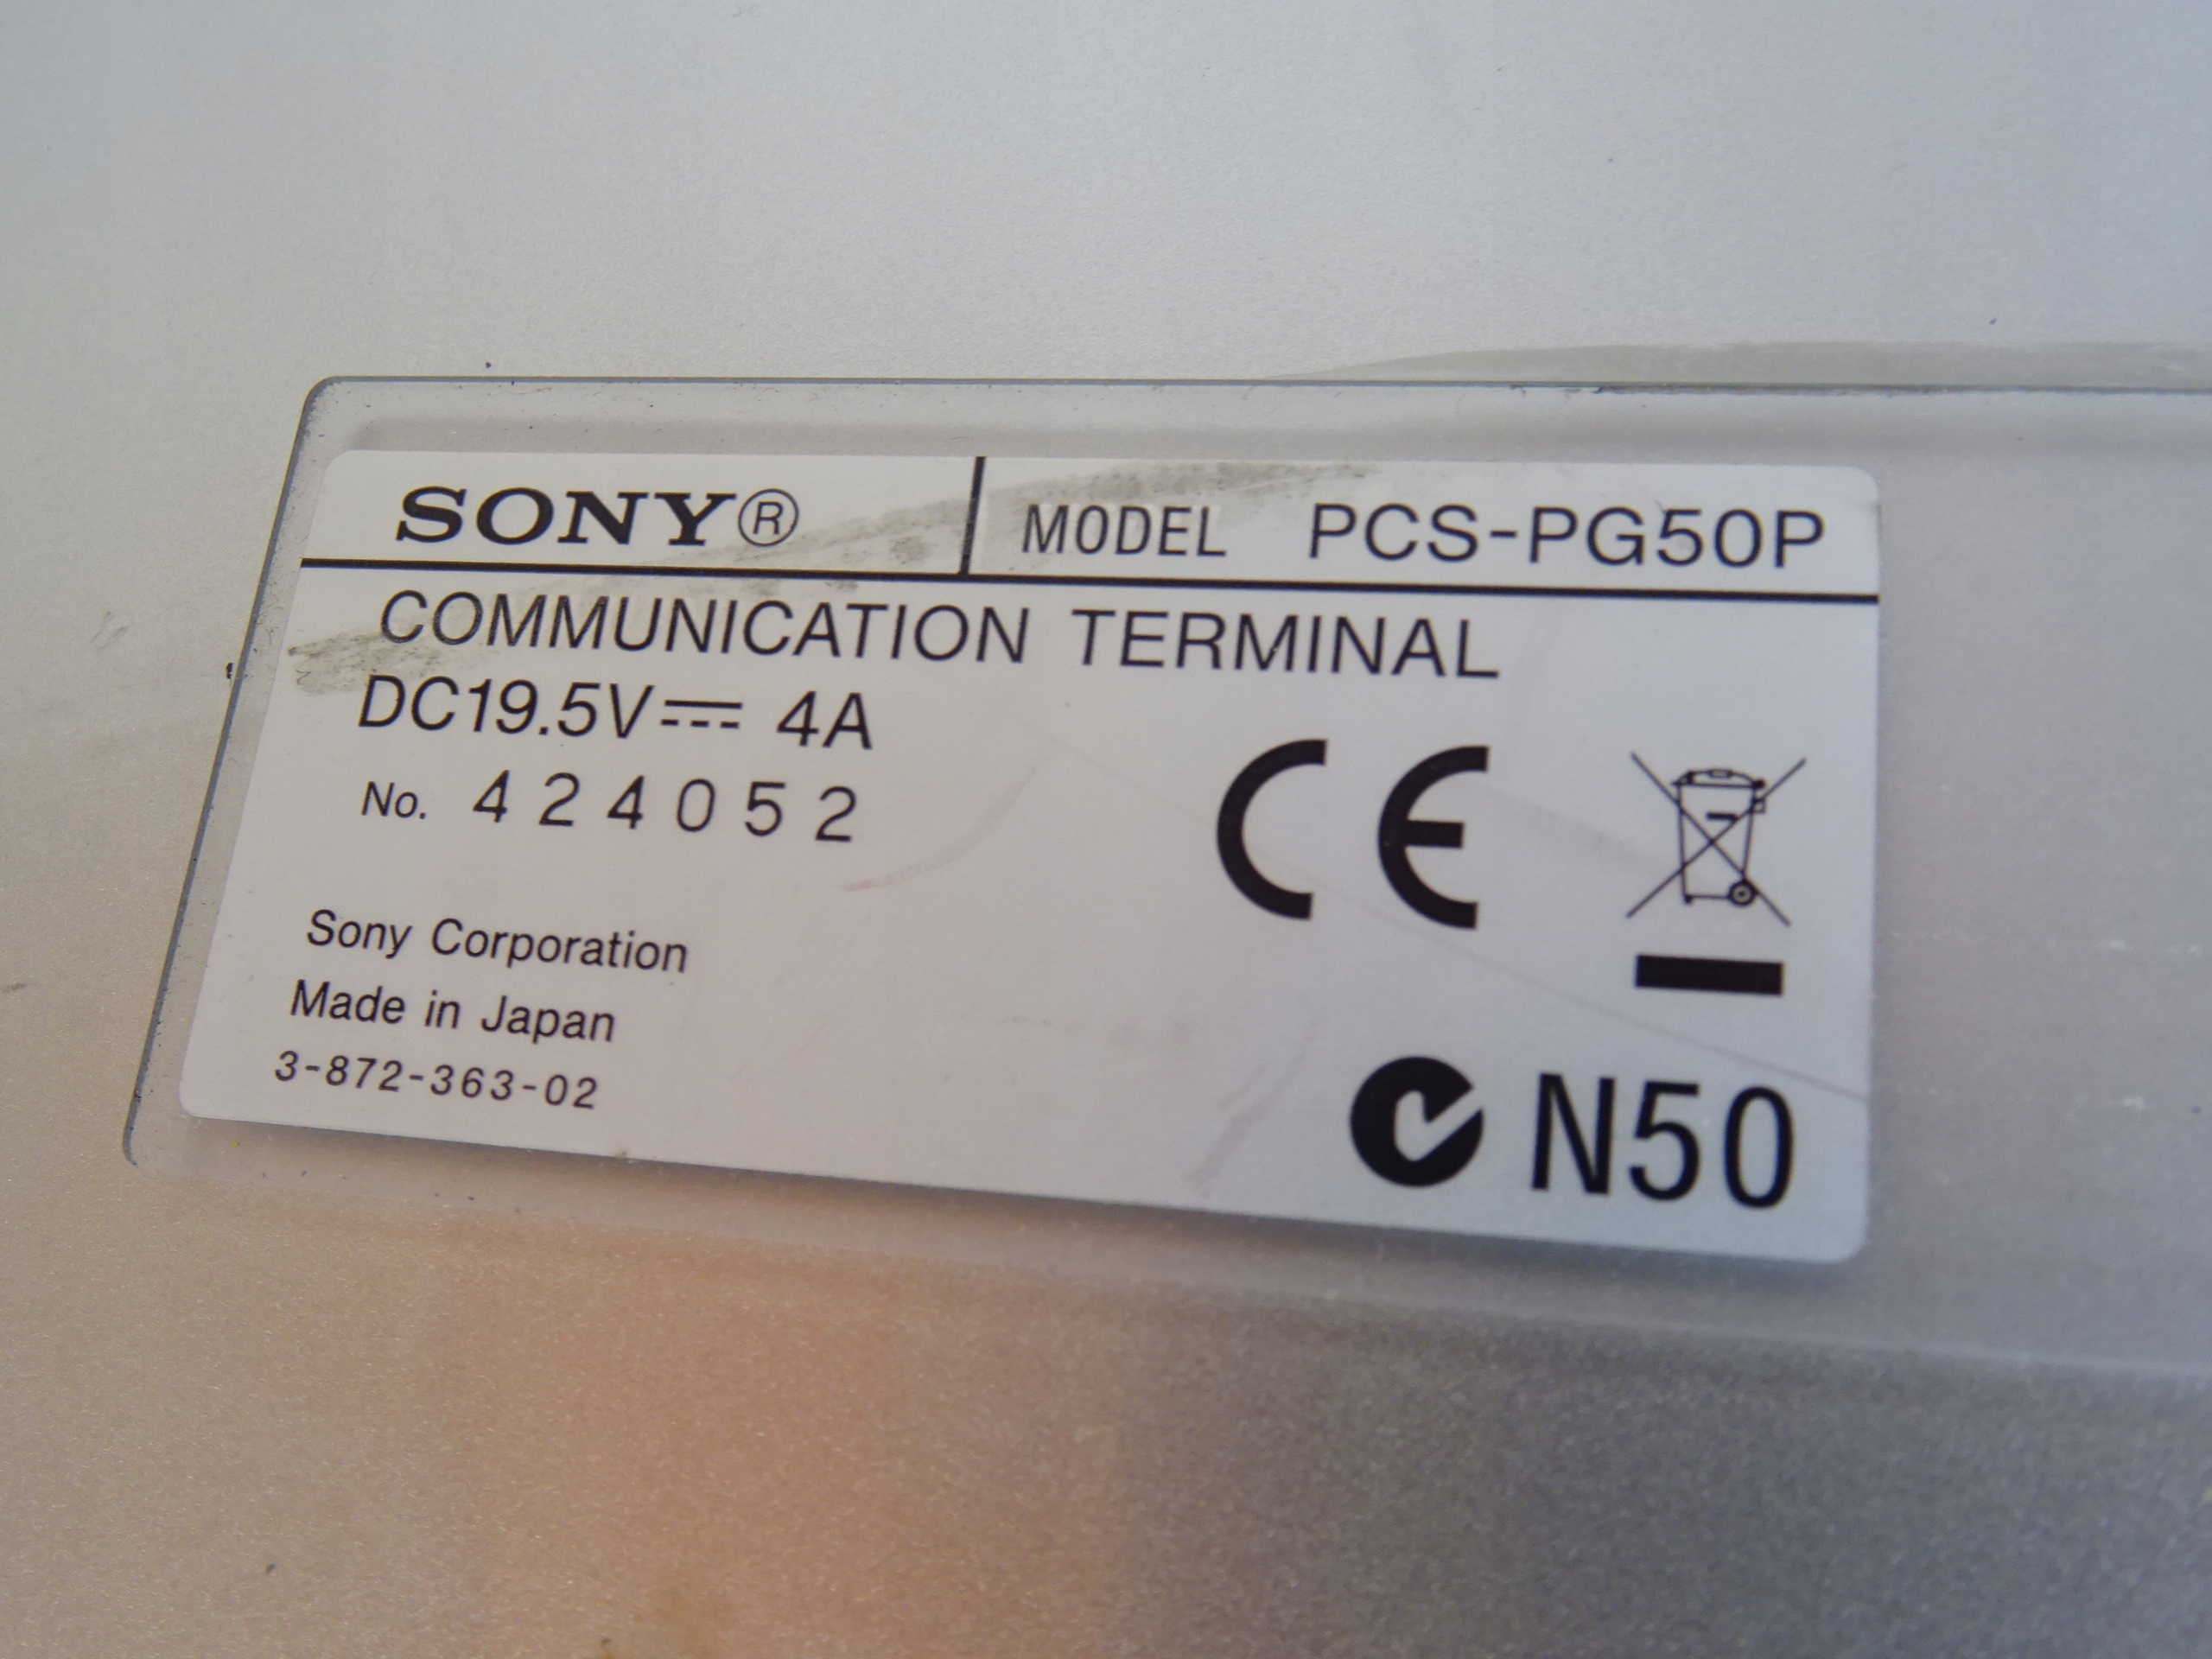 SONY® MODEL PCS-PG50P
COMMUNICATION TERMINAL
DC19.5V⎓ 4A
No. 424052
CE
Sony Corporation
Made in Japan
3-872-363-02
N50